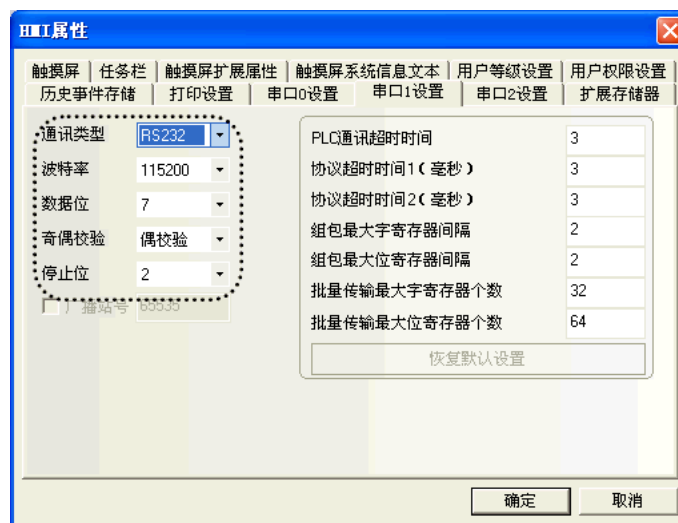 HMI属性
触摸屏 任务栏 触摸屏扩展属性 触摸屏系统信息文本 用户等级设置 用户权限设置
历史事件存储 打印设置 串口0设置 串口1设置 串口2设置 扩展存储器
通讯类型 RS232
波特率 115200
数据位 7
奇偶校验 偶校验
停止位 2
广播站号 65535
PLC通讯超时时间 3
协议超时时间1(毫秒) 3
协议超时时间2(毫秒) 3
组包最大字寄存器间隔 2
组包最大位寄存器间隔 2
批量传输最大字寄存器个数 32
批量传输最大位寄存器个数 64
恢复默认设置
确定 取消